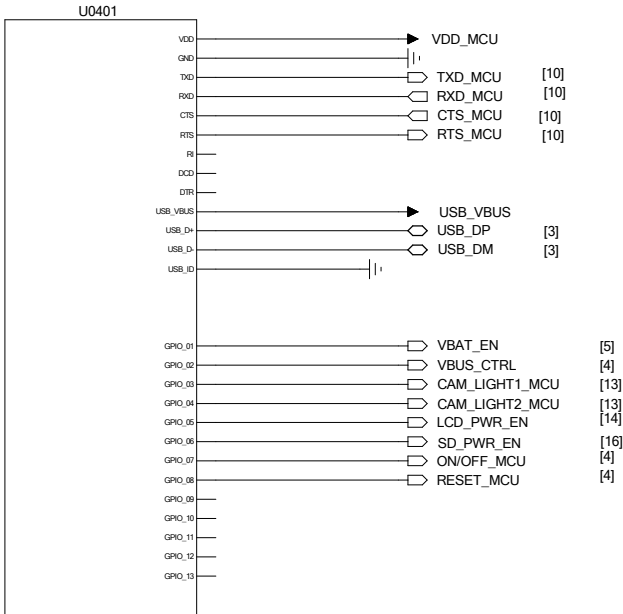 U0401
VDD VDD_MCU
GND
TXD TXD_MCU [10]
RXD RXD_MCU [10]
CTS CTS_MCU [10]
RTS RTS_MCU [10]
RI
DCD
DTR
USB_VBUS USB_VBUS
USB_D+ USB_DP [3]
USB_D- USB_DM [3]
USB_ID
GPIO_01 VBAT_EN [5]
GPIO_02 VBUS_CTRL [4]
GPIO_03 CAM_LIGHT1_MCU [13]
GPIO_04 CAM_LIGHT2_MCU [13]
GPIO_05 LCD_PWR_EN [14]
GPIO_06 SD_PWR_EN [16]
GPIO_07 ON/OFF_MCU [4]
GPIO_08 RESET_MCU [4]
GPIO_09
GPIO_10
GPIO_11
GPIO_12
GPIO_13